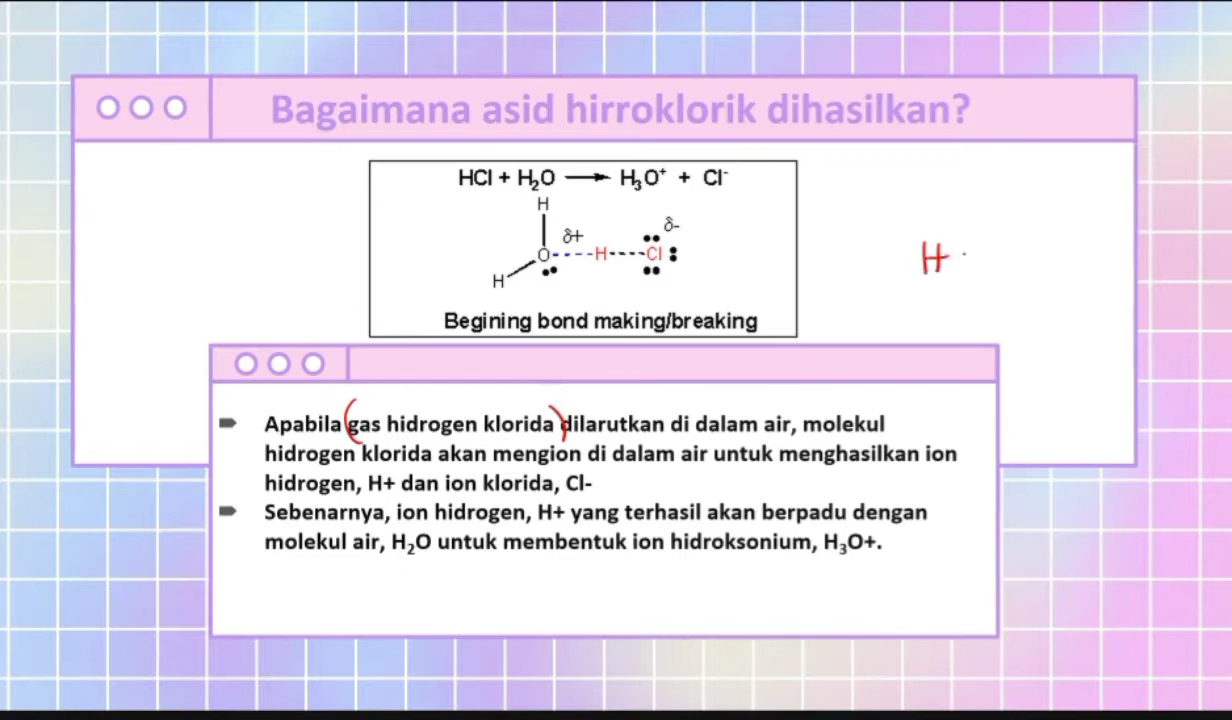 Bagaimana asid hirroklorik dihasilkan?
HCl + H₂O ⟶ H₃O⁺ + Cl⁻
H
δ+ δ-
O H Cl
H
H
Begining bond making/breaking
Apabila gas hidrogen klorida dilarutkan di dalam air, molekul
hidrogen klorida akan mengion di dalam air untuk menghasilkan ion
hidrogen, H+ dan ion klorida, Cl-
Sebenarnya, ion hidrogen, H+ yang terhasil akan berpadu dengan
molekul air, H₂O untuk membentuk ion hidroksonium, H₃O+.